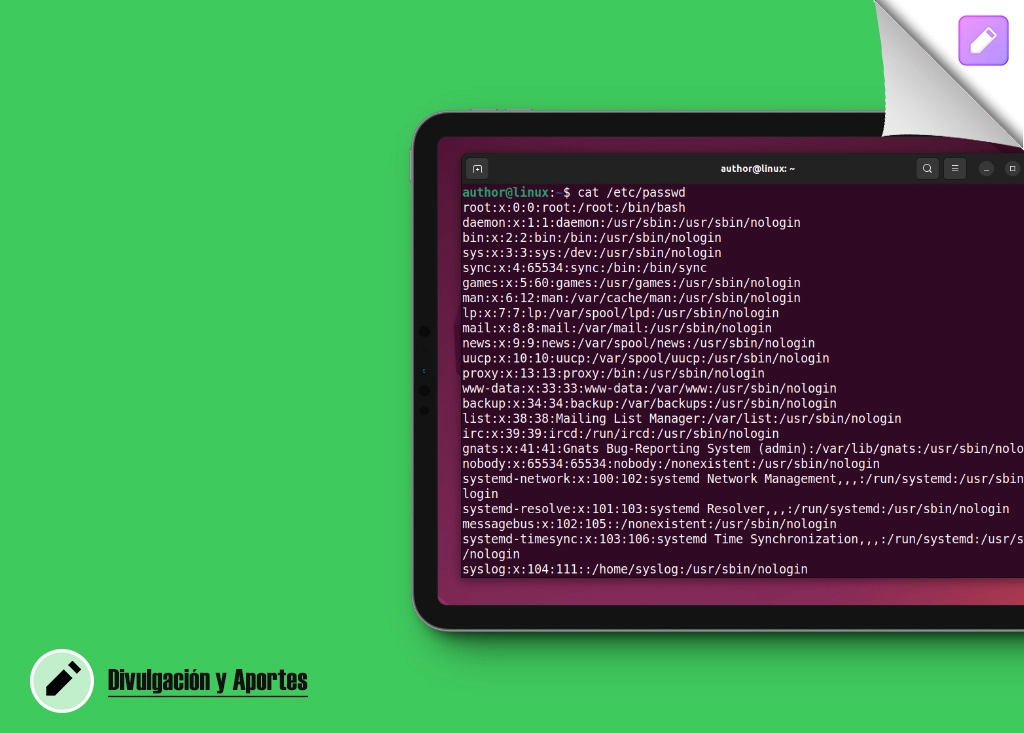 author@linux: ~
author@linux:~$ cat /etc/passwd
root:x:0:0:root:/root:/bin/bash
daemon:x:1:1:daemon:/usr/sbin:/usr/sbin/nologin
bin:x:2:2:bin:/bin:/usr/sbin/nologin
sys:x:3:3:sys:/dev:/usr/sbin/nologin
sync:x:4:65534:sync:/bin:/bin/sync
games:x:5:60:games:/usr/games:/usr/sbin/nologin
man:x:6:12:man:/var/cache/man:/usr/sbin/nologin
lp:x:7:7:lp:/var/spool/lpd:/usr/sbin/nologin
mail:x:8:8:mail:/var/mail:/usr/sbin/nologin
news:x:9:9:news:/var/spool/news:/usr/sbin/nologin
uucp:x:10:10:uucp:/var/spool/uucp:/usr/sbin/nologin
proxy:x:13:13:proxy:/bin:/usr/sbin/nologin
www-data:x:33:33:www-data:/var/www:/usr/sbin/nologin
backup:x:34:34:backup:/var/backups:/usr/sbin/nologin
list:x:38:38:Mailing List Manager:/var/list:/usr/sbin/nologin
irc:x:39:39:ircd:/run/ircd:/usr/sbin/nologin
gnats:x:41:41:Gnats Bug-Reporting System (admin):/var/lib/gnats:/usr/sbin/nolo
nobody:x:65534:65534:nobody:/nonexistent:/usr/sbin/nologin
systemd-network:x:100:102:systemd Network Management,,,:/run/systemd:/usr/sbin
login
systemd-resolve:x:101:103:systemd Resolver,,,:/run/systemd:/usr/sbin/nologin
messagebus:x:102:105::/nonexistent:/usr/sbin/nologin
systemd-timesync:x:103:106:systemd Time Synchronization,,,:/run/systemd:/usr/s
/nologin
syslog:x:104:111::/home/syslog:/usr/sbin/nologin
Divulgación y Aportes